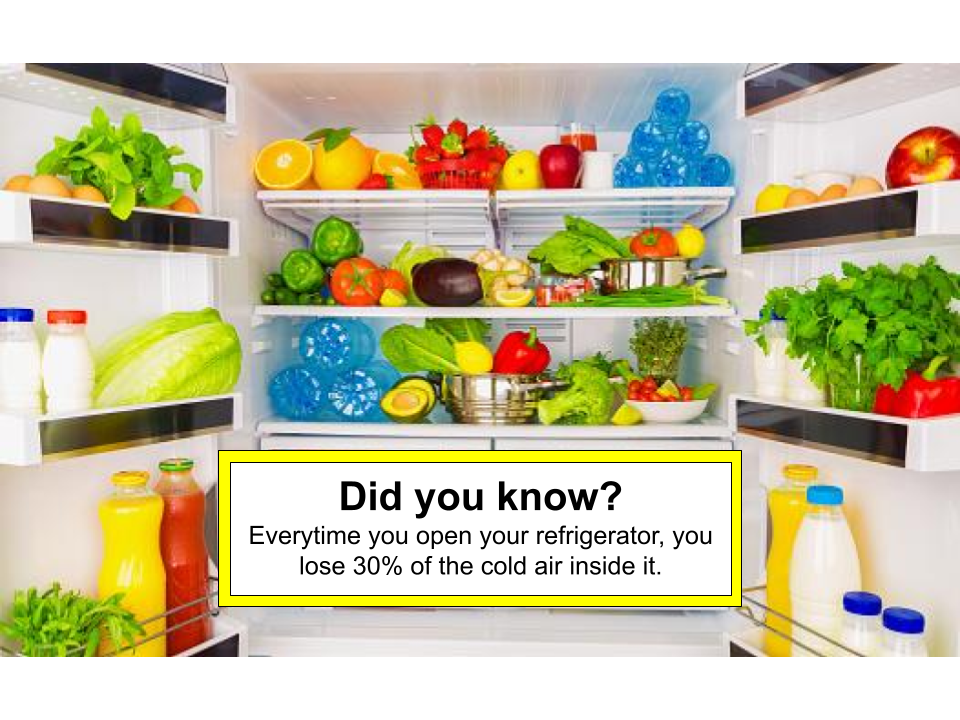 Did you know?
Everytime you open your refrigerator, you
lose 30% of the cold air inside it.